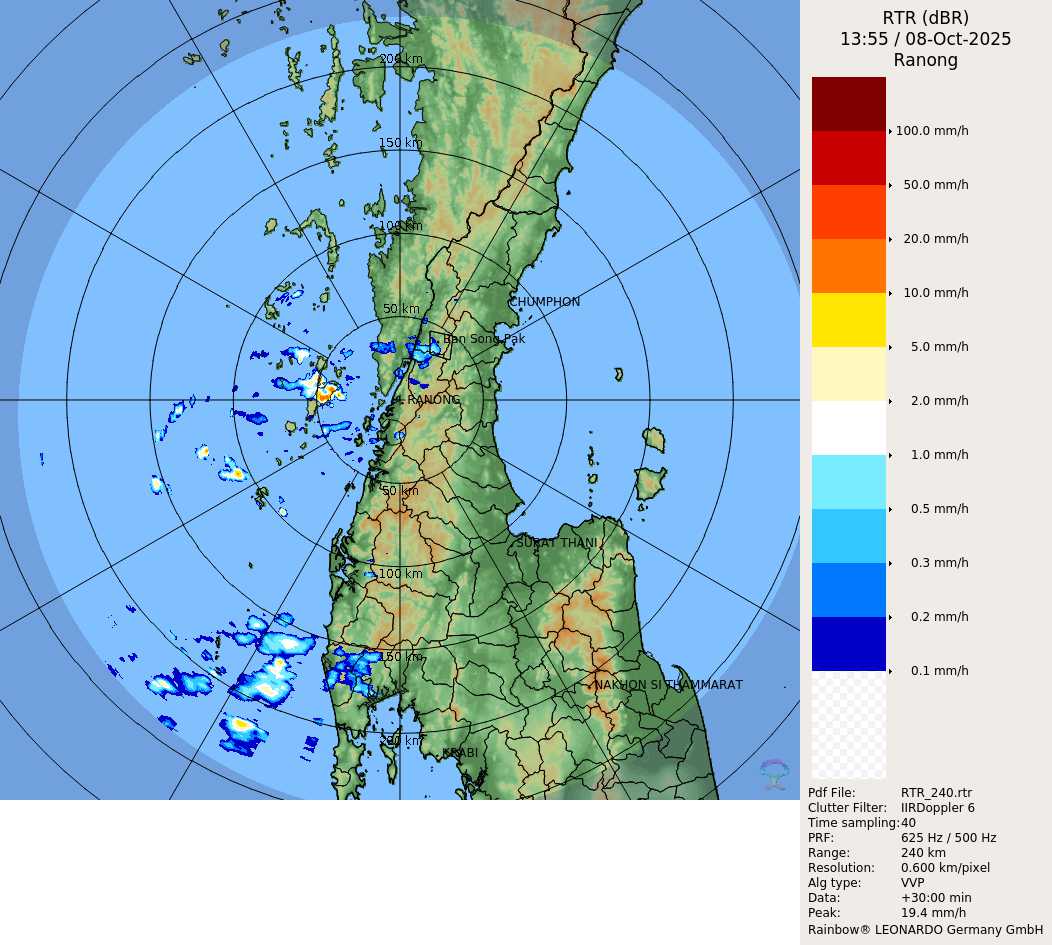 RTR (dBR)
13:55 / 08-Oct-2025
Ranong
200 km
150 km
100 km
50 km
CHUMPHON
Ban Song Pak
RANONG
50 km
SURAT THANI
100 km
150 km
NAKHON SI THAMMARAT
200 km
KRABI
100.0 mm/h
50.0 mm/h
20.0 mm/h
10.0 mm/h
5.0 mm/h
2.0 mm/h
1.0 mm/h
0.5 mm/h
0.3 mm/h
0.2 mm/h
0.1 mm/h
Pdf File: RTR_240.rtr
Clutter Filter: IIRDoppler 6
Time sampling:40
PRF: 625 Hz / 500 Hz
Range: 240 km
Resolution: 0.600 km/pixel
Alg type: VVP
Data: +30:00 min
Peak: 19.4 mm/h
Rainbow® LEONARDO Germany GmbH